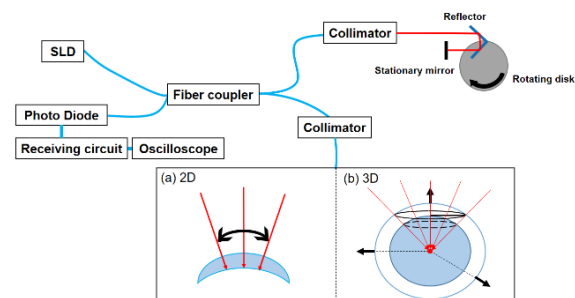 Reflector
Collimator
SLD
Stationary mirror
Rotating disk
Fiber coupler
Photo Diode
Collimator
Receiving circuit
Oscilloscope
(a) 2D
(b) 3D